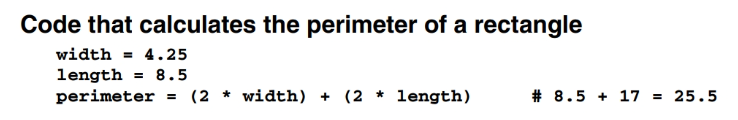 Code that calculates the perimeter of a rectangle
width = 4.25
length = 8.5
perimeter = (2 * width) + (2 * length) # 8.5 + 17 = 25.5